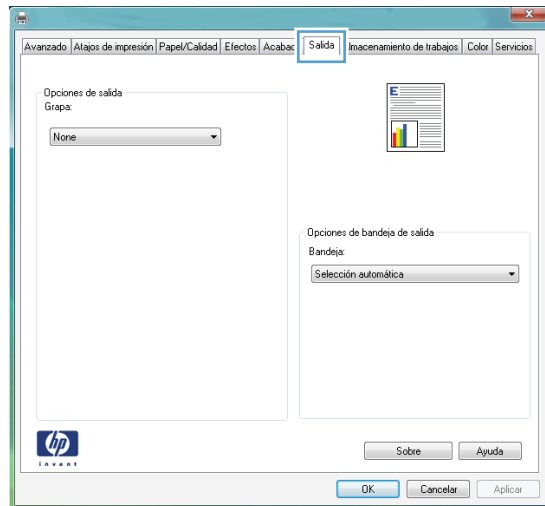 Avanzado Atajos de impresión Papel/Calidad Efectos Acabad Salida lmacenamiento de trabajos Color Servicios
Opciones de salida
Grapa:
None
E
Opciones de bandeja de salida
Bandeja:
Selección automática
hp
invent
Sobre Ayuda
OK Cancelar Aplicar